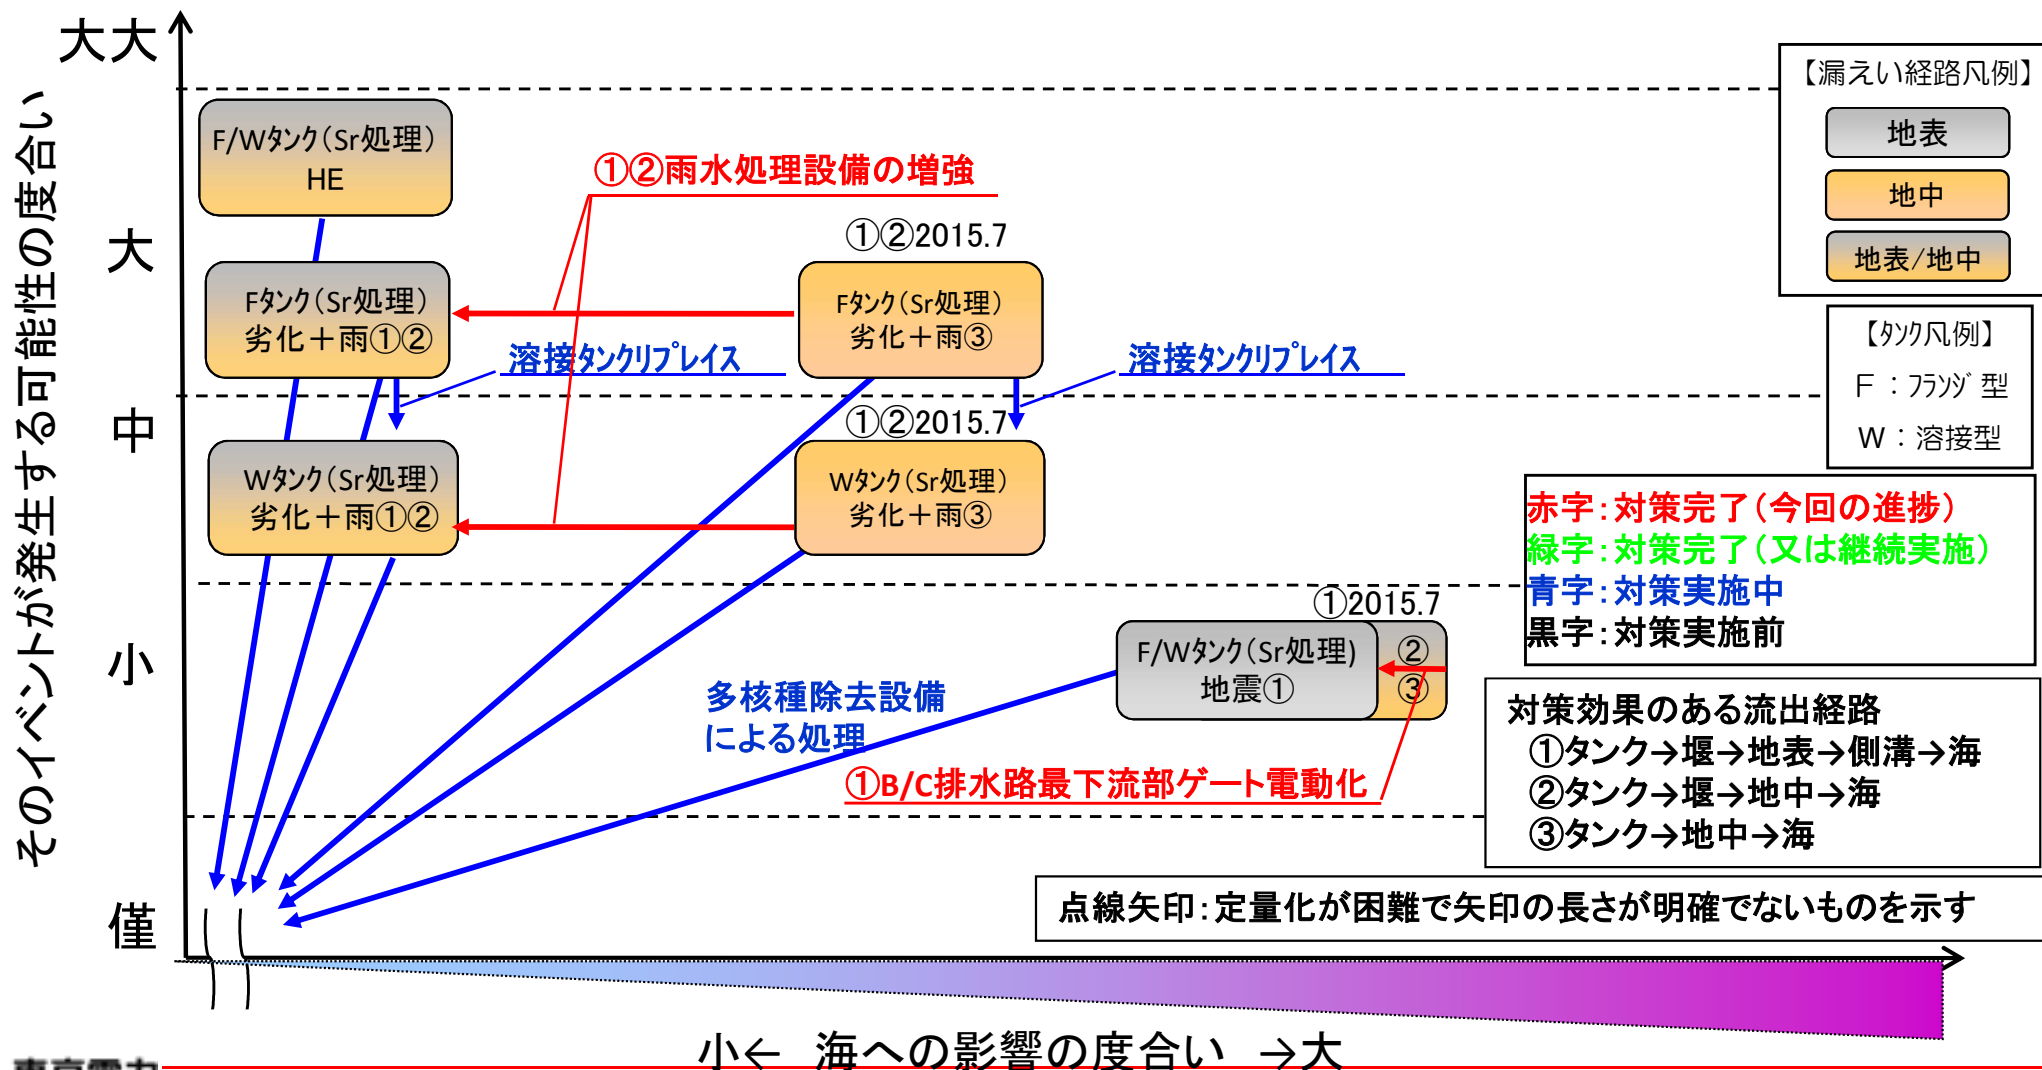 そのイベントが発生する可能性の度合い
大大
大
中
小
僅
F/Wﾀﾝｸ(Sr処理)
HE
①②雨水処理設備の増強
①②2015.7
Fﾀﾝｸ(Sr処理)
劣化+雨①②
Fﾀﾝｸ(Sr処理)
劣化+雨③
溶接ﾀﾝｸﾘﾌﾟﾚｲｽ
溶接ﾀﾝｸﾘﾌﾟﾚｲｽ
①②2015.7
Wﾀﾝｸ(Sr処理)
劣化+雨①②
Wﾀﾝｸ(Sr処理)
劣化+雨③
①2015.7
F/Wﾀﾝｸ(Sr処理)
地震①
②
③
多核種除去設備
による処理
①B/C排水路最下流部ゲート電動化
【漏えい経路凡例】
地表
地中
地表/地中
【ﾀﾝｸ凡例】
F:ﾌﾗﾝｼﾞ型
W:溶接型
赤字:対策完了(今回の進捗)
緑字:対策完了(又は継続実施)
青字:対策実施中
黒字:対策実施前
対策効果のある流出経路
①タンク→堰→地表→側溝→海
②タンク→堰→地中→海
③タンク→地中→海
点線矢印:定量化が困難で矢印の長さが明確でないものを示す
小← 海への影響の度合い →大
東京電力